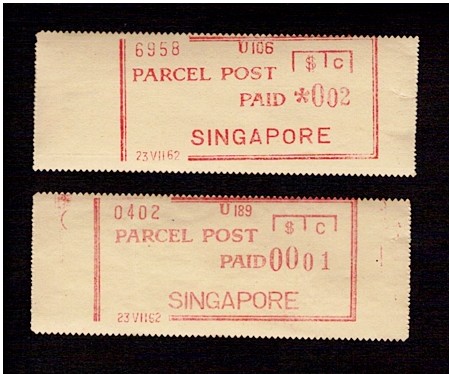 6958 U106
$ C
PARCEL POST
PAID *002
SINGAPORE
23 VII 62
0402 U189
$ C
PARCEL POST
PAID 0001
SINGAPORE
23 VII 62